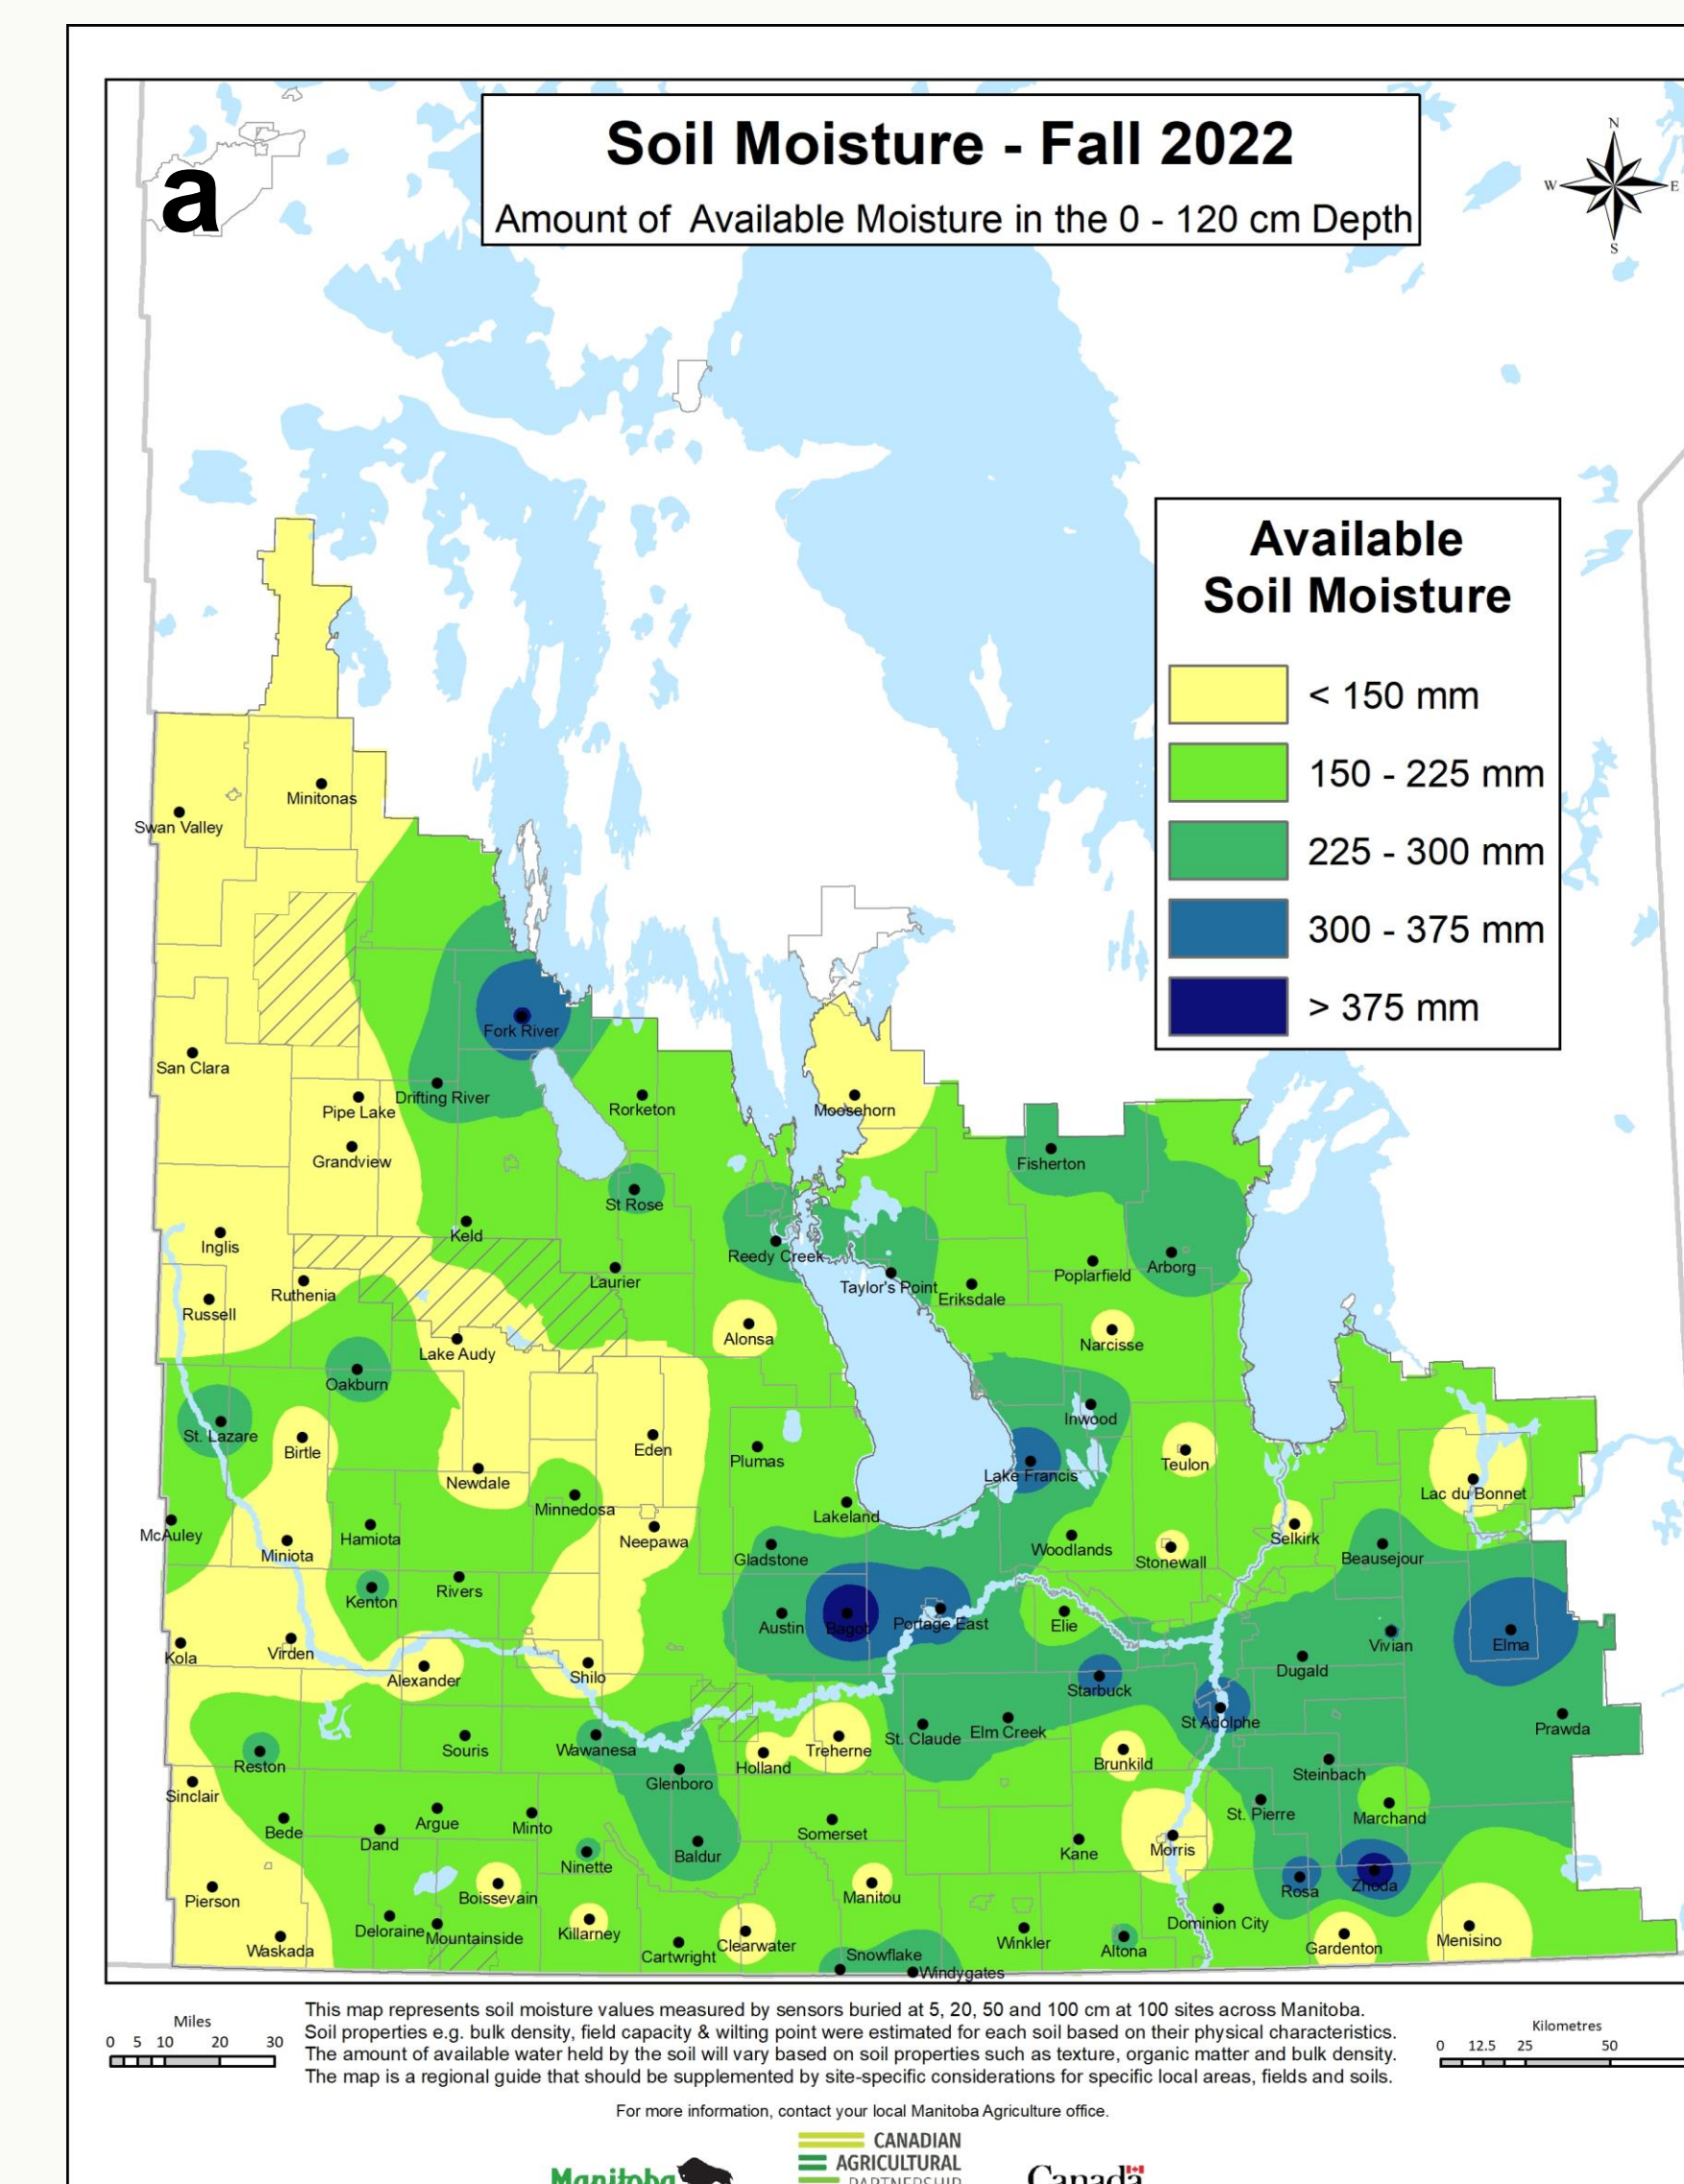 a
Soil Moisture - Fall 2022
Amount of Available Moisture in the 0 - 120 cm Depth
N
W
E
S
Available
Soil Moisture
< 150 mm
150 - 225 mm
225 - 300 mm
300 - 375 mm
> 375 mm
Minitonas
Swan Valley
Fork River
San Clara
Drifting River
Pipe Lake
Rorketon
Moosehorn
Grandview
Fisherton
St Rose
Keld
Inglis
Reedy Creek
Arborg
Poplarfield
Laurier
Taylor's Point
Ruthenia
Eriksdale
Russell
Alonsa
Narcisse
Lake Audy
Oakburn
Inwood
St. Lazare
Birtle
Eden
Plumas
Teulon
Lake Francis
Newdale
Lac du Bonnet
Minnedosa
Lakeland
McAuley
Hamiota
Neepawa
Selkirk
Miniota
Gladstone
Woodlands
Stonewall
Beausejour
Kenton
Rivers
Austin
Bagot
Portage East
Elie
Kola
Virden
Vivian
Elma
Alexander
Shilo
Dugald
Starbuck
St Adolphe
Prawda
St. Claude
Elm Creek
Reston
Souris
Wawanesa
Holland
Treherne
Brunkild
Glenboro
Steinbach
Sinclair
Bede
Dand
Argue
Minto
Somerset
St. Pierre
Marchand
Ninette
Baldur
Kane
Morris
Pierson
Boissevain
Manitou
Rosa
Zhoda
Deloraine
Mountainside
Killarney
Dominion City
Waskada
Cartwright
Clearwater
Snowflake
Winkler
Altona
Gardenton
Menisino
Windygates
Miles
0 5 10 20 30
This map represents soil moisture values measured by sensors buried at 5, 20, 50 and 100 cm at 100 sites across Manitoba.
Soil properties e.g. bulk density, field capacity & wilting point were estimated for each soil based on their physical characteristics.
The amount of available water held by the soil will vary based on soil properties such as texture, organic matter and bulk density.
The map is a regional guide that should be supplemented by site-specific considerations for specific local areas, fields and soils.
Kilometres
0 12.5 25 50
For more information, contact your local Manitoba Agriculture office.
Manitoba
CANADIAN
AGRICULTURAL
PARTNERSHIP
Canada